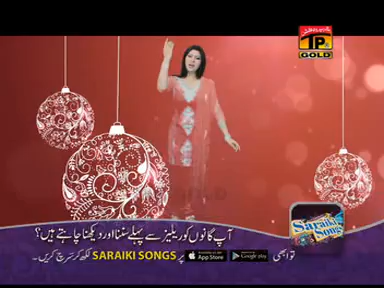 TP
GOLD
Saraiki
Songs
آپ گانوں کو ریلیز سے پہلے سننا اور دیکھنا چاہتے ہیں؟
تو ابھی Google play App Store پر SARAIKI SONGS لکھ کر سرچ کریں۔